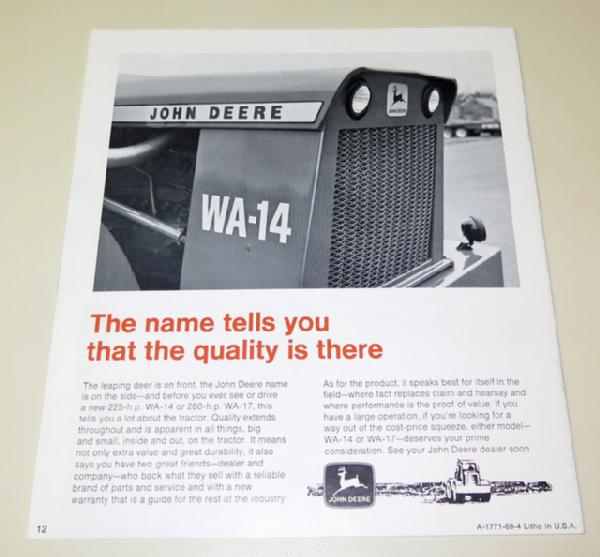 JOHN DEERE
WA-14
The name tells you
that the quality is there
The leaping deer is on front, the John Deere name
is on the side—and before you ever see or drive
a new 225-h.p. WA-14 or 260-h.p. WA-17, this
tells you a lot about the tractor. Quality extends
throughout and is apparent in all things, big
and small, inside and out, on the tractor. It means
not only extra value and great durability, it also
says you have two great friends—dealer and
company—who back what they sell with a reliable
brand of parts and service and with a new
warranty that is a guide for the rest of the industry
As for the product, it speaks best for itself in the
field—where fact replaces claim and hearsay and
where performance is the proof of value. If you
have a large operation, if you're looking for a
way out of the cost-price squeeze, either model—
WA-14 or WA-17—deserves your prime
consideration. See your John Deere dealer soon.
JOHN DEERE
12
A-1771-69-4 Litho in U.S.A.